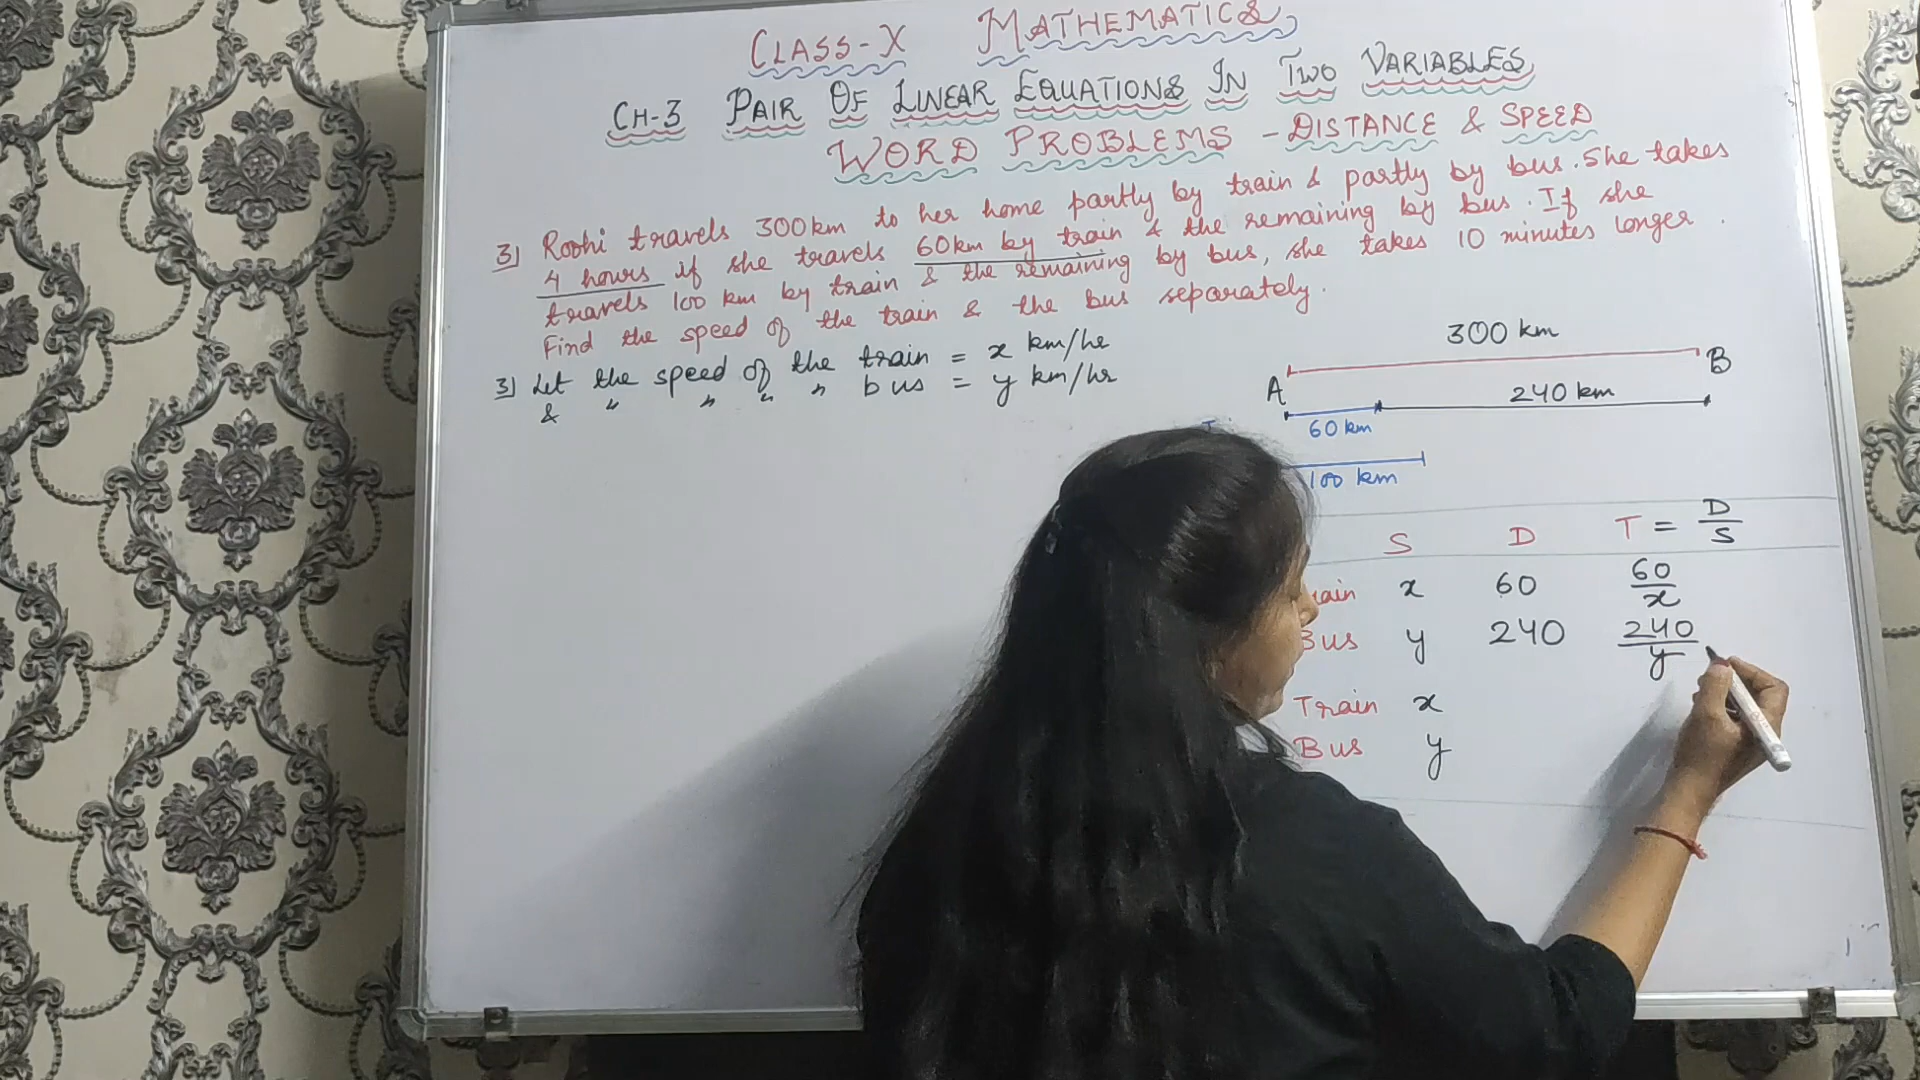 CLASS-X MATHEMATICS
CH-3 PAIR OF LINEAR EQUATIONS IN TWO VARIABLES
WORD PROBLEMS - DISTANCE & SPEED
3] Roohi travels 300km to her home partly by train & partly by bus. She takes
4 hours if she travels 60km by train & the remaining by bus. If she
travels 100 km by train & the remaining by bus, she takes 10 minutes longer.
Find the speed of the train & the bus separately.
3] Let the speed of the train = x km/hr
& " " " " bus = y km/hr
300 km
A B
60 km 240 km
100 km
S D T = D/S
ain x 60 60/x
Bus y 240 240/y
Train x
Bus y